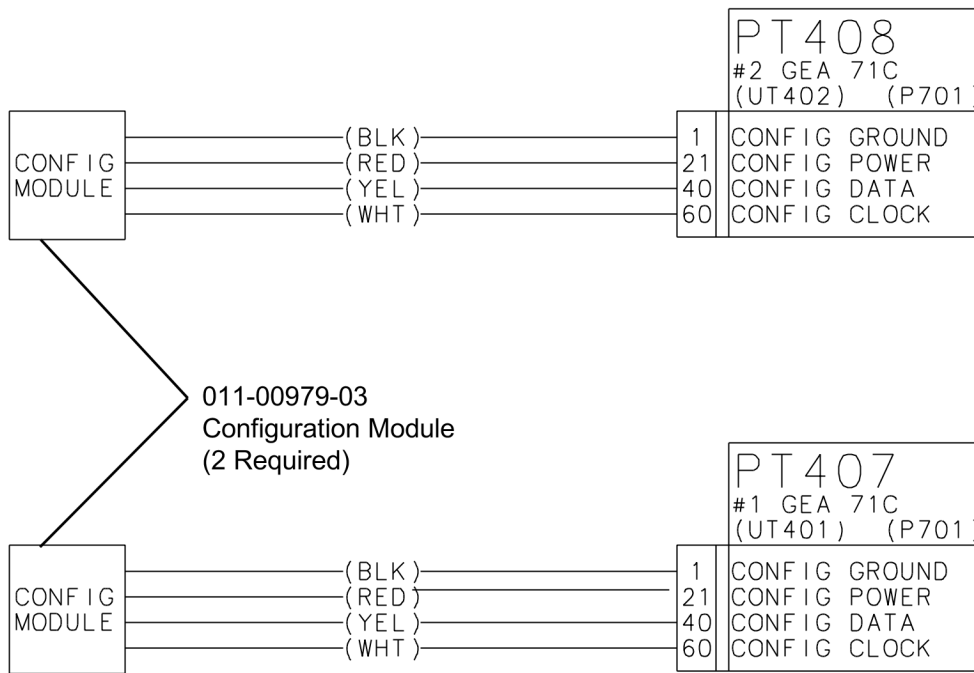 PT408
#2 GEA 71C
(UT402) (P701)
CONFIG
MODULE
(BLK) 1 CONFIG GROUND
(RED) 21 CONFIG POWER
(YEL) 40 CONFIG DATA
(WHT) 60 CONFIG CLOCK
011-00979-03
Configuration Module
(2 Required)
PT407
#1 GEA 71C
(UT401) (P701)
CONFIG
MODULE
(BLK) 1 CONFIG GROUND
(RED) 21 CONFIG POWER
(YEL) 40 CONFIG DATA
(WHT) 60 CONFIG CLOCK